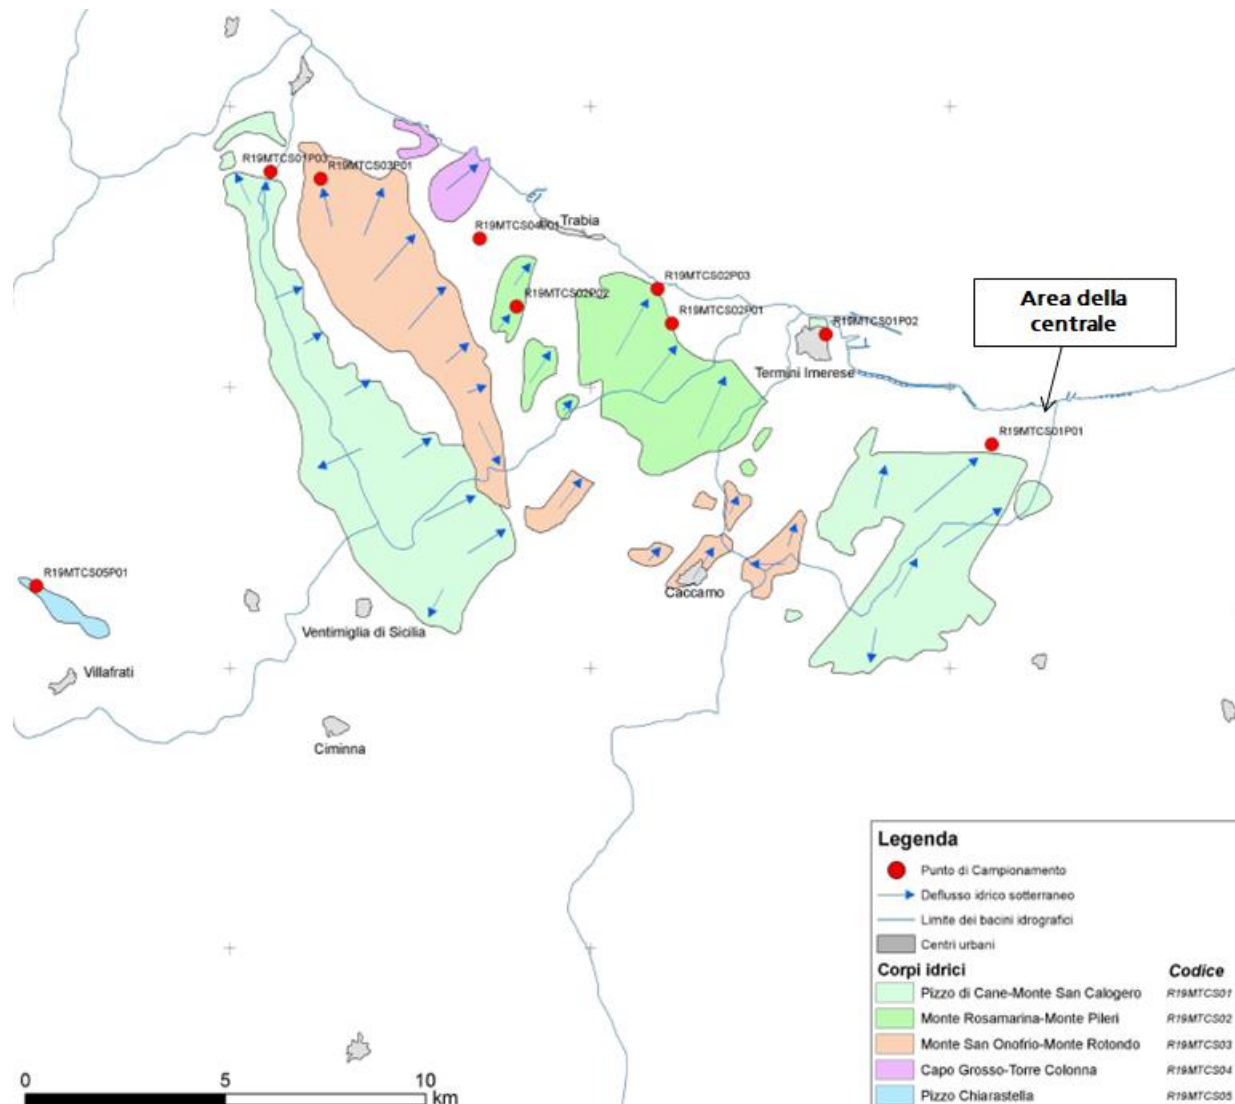 R19MTCS01P03
R19MTCS03P01
Trabia
R19MTCS02P03
R19MTCS02P02
R19MTCS02P01
Area della
centrale
R19MTCS01P02
Termini Imerese
R19MTCS01P01
R19MTCS05P01
Caccamo
Ventimiglia di Sicilia
Villafrati
Ciminna
Legenda
Punto di Campionamento
Deflusso idrico sotterraneo
Limite dei bacini idrografici
Centri urbani
Corpi idrici Codice
Pizzo di Cane-Monte San Calogero R19MTCS01
Monte Rosamarina-Monte Pileri R19MTCS02
Monte San Onofrio-Monte Rotondo R19MTCS03
Capo Grosso-Torre Colonna R19MTCS04
Pizzo Chiarastella R19MTCS05
0 5 10
km